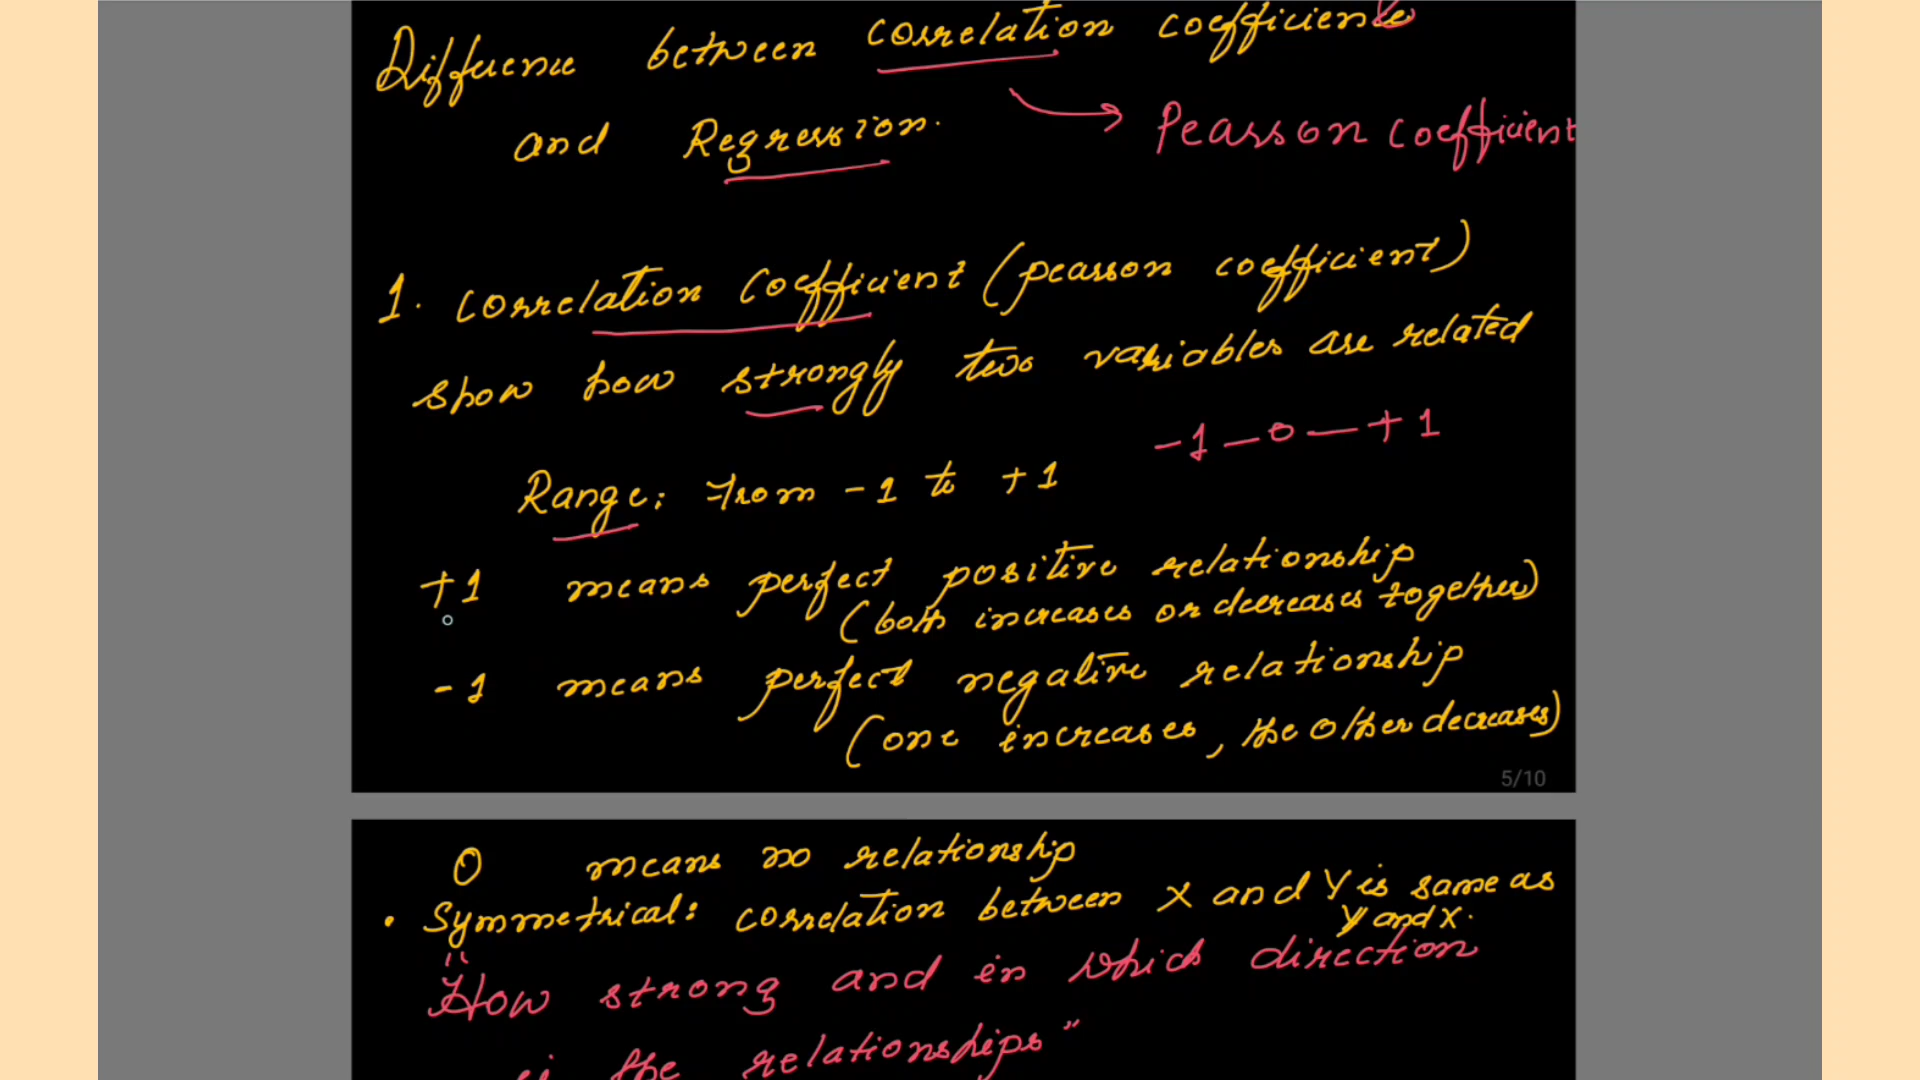 Difference between correlation coefficient
and Regression.
Pearson coefficient
1. Correlation Coefficient (pearson coefficient)
show how strongly two variables are related
-1 — 0 — +1
Range: From -1 to +1
+1 means perfect positive relationship
(both increases or decreases together)
-1 means perfect negative relationship
(one increases, the other decreases)
5/10
0 means no relationship
• Symmetrical: correlation between X and Y is same as
Y and X.
"How strong and in which direction
is the relationships"